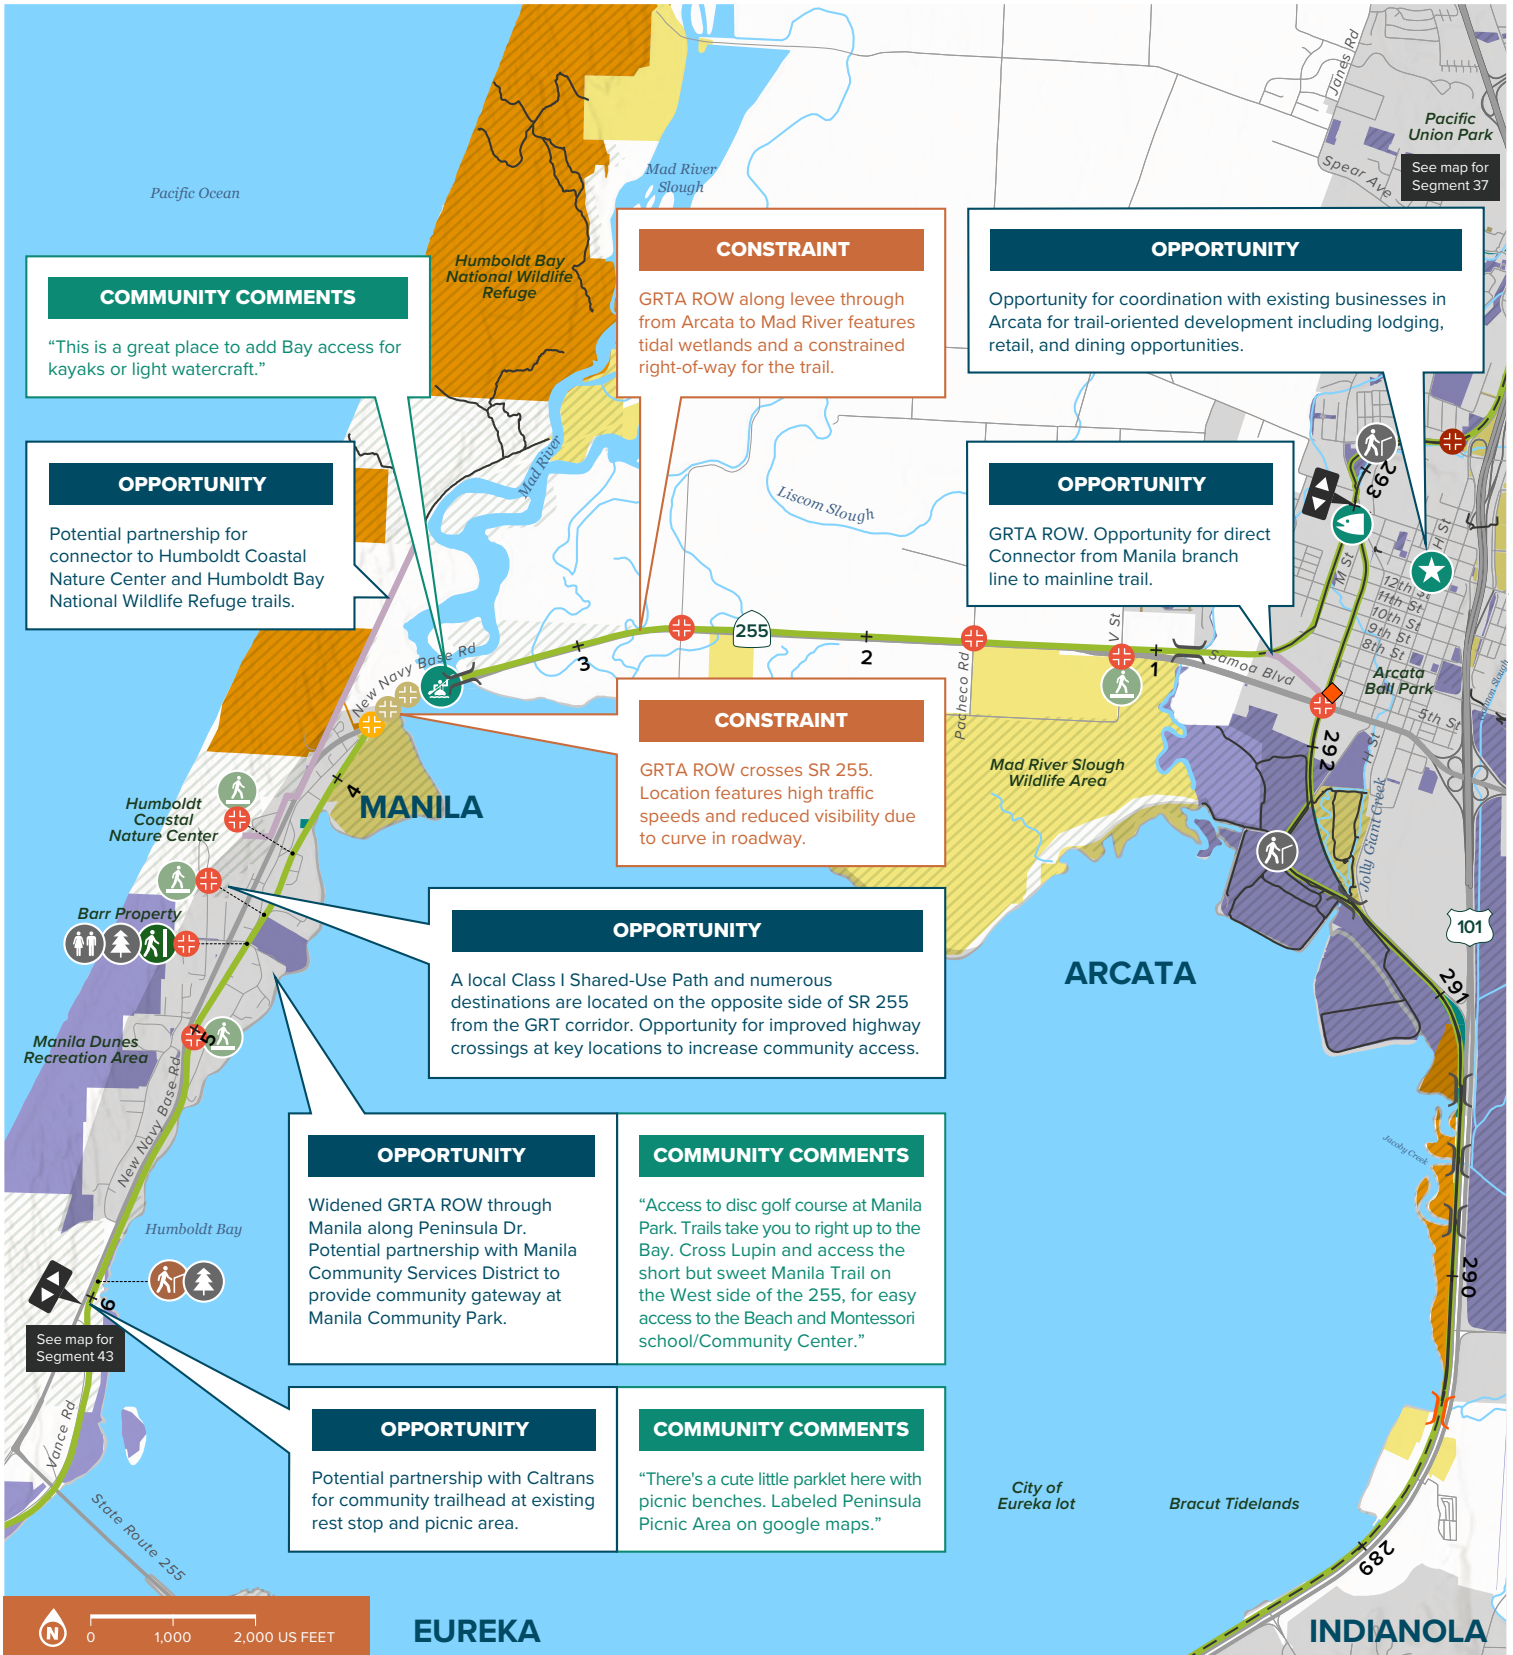 Janes Rd
Pacific
Union Park
See map for
Segment 37
Spear Ave
Pacific Ocean
Mad River
Slough
Humboldt Bay
National Wildlife
Refuge
COMMUNITY COMMENTS
“This is a great place to add Bay access for
kayaks or light watercraft.”
CONSTRAINT
GRTA ROW along levee through
from Arcata to Mad River features
tidal wetlands and a constrained
right-of-way for the trail.
OPPORTUNITY
Opportunity for coordination with existing businesses in
Arcata for trail-oriented development including lodging,
retail, and dining opportunities.
OPPORTUNITY
Potential partnership for
connector to Humboldt Coastal
Nature Center and Humboldt Bay
National Wildlife Refuge trails.
Mad River
Liscom Slough
OPPORTUNITY
GRTA ROW. Opportunity for direct
Connector from Manila branch
line to mainline trail.
293
H St
M St
12th St
11th St
10th St
9th St
8th St
255
V St
1
2
3
Samoa Blvd
New Navy Base Rd
Pacheco Rd
Arcata
Ball Park
5th St
H St
292
CONSTRAINT
GRTA ROW crosses SR 255.
Location features high traffic
speeds and reduced visibility due
to curve in roadway.
Mad River Slough
Wildlife Area
4
MANILA
Humboldt
Coastal
Nature Center
Jolly Giant Creek
Barr Property
OPPORTUNITY
A local Class I Shared-Use Path and numerous
destinations are located on the opposite side of SR 255
from the GRT corridor. Opportunity for improved highway
crossings at key locations to increase community access.
101
ARCATA
291
5
Manila Dunes
Recreation Area
New Navy Base Rd
OPPORTUNITY
Widened GRTA ROW through
Manila along Peninsula Dr.
Potential partnership with Manila
Community Services District to
provide community gateway at
Manila Community Park.
COMMUNITY COMMENTS
“Access to disc golf course at Manila
Park. Trails take you to right up to the
Bay. Cross Lupin and access the
short but sweet Manila Trail on
the West side of the 255, for easy
access to the Beach and Montessori
school/Community Center.”
Jacoby Creek
Humboldt Bay
290
6
See map for
Segment 43
Vance Rd
OPPORTUNITY
Potential partnership with Caltrans
for community trailhead at existing
rest stop and picnic area.
COMMUNITY COMMENTS
“There's a cute little parklet here with
picnic benches. Labeled Peninsula
Picnic Area on google maps.”
City of
Eureka lot
Bracut Tidelands
State Route 255
289
N
0 1,000 2,000 US FEET
EUREKA
INDIANOLA